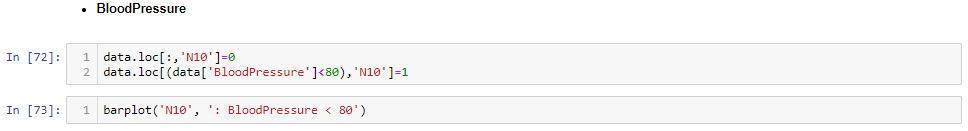 • BloodPressure
In [72]: 1 data.loc[:,'N10']=0
2 data.loc[(data['BloodPressure']<80),'N10']=1
In [73]: 1 barplot('N10', ': BloodPressure < 80')